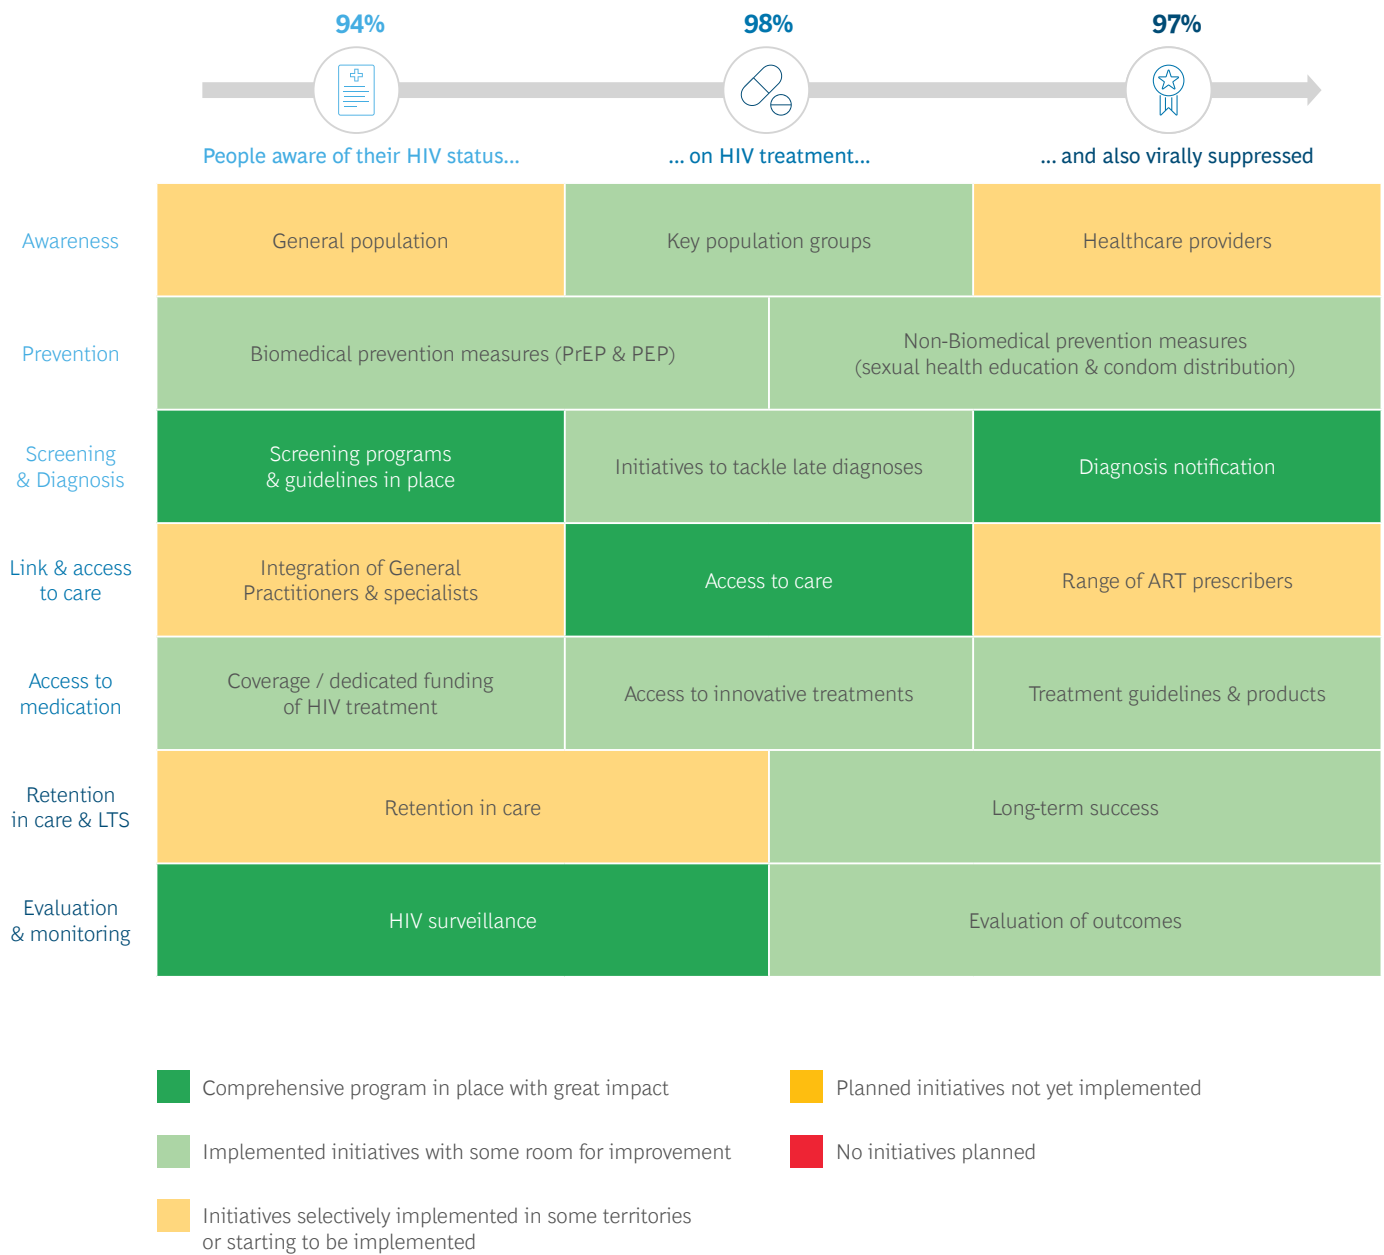 94%
98%
97%
People aware of their HIV status...
... on HIV treatment...
... and also virally suppressed
Awareness
General population
Key population groups
Healthcare providers
Prevention
Biomedical prevention measures (PrEP & PEP)
Non-Biomedical prevention measures
(sexual health education & condom distribution)
Screening
& Diagnosis
Screening programs
& guidelines in place
Initiatives to tackle late diagnoses
Diagnosis notification
Link & access
to care
Integration of General
Practitioners & specialists
Access to care
Range of ART prescribers
Access to
medication
Coverage / dedicated funding
of HIV treatment
Access to innovative treatments
Treatment guidelines & products
Retention
in care & LTS
Retention in care
Long-term success
Evaluation
& monitoring
HIV surveillance
Evaluation of outcomes
Comprehensive program in place with great impact
Planned initiatives not yet implemented
Implemented initiatives with some room for improvement
No initiatives planned
Initiatives selectively implemented in some territories
or starting to be implemented